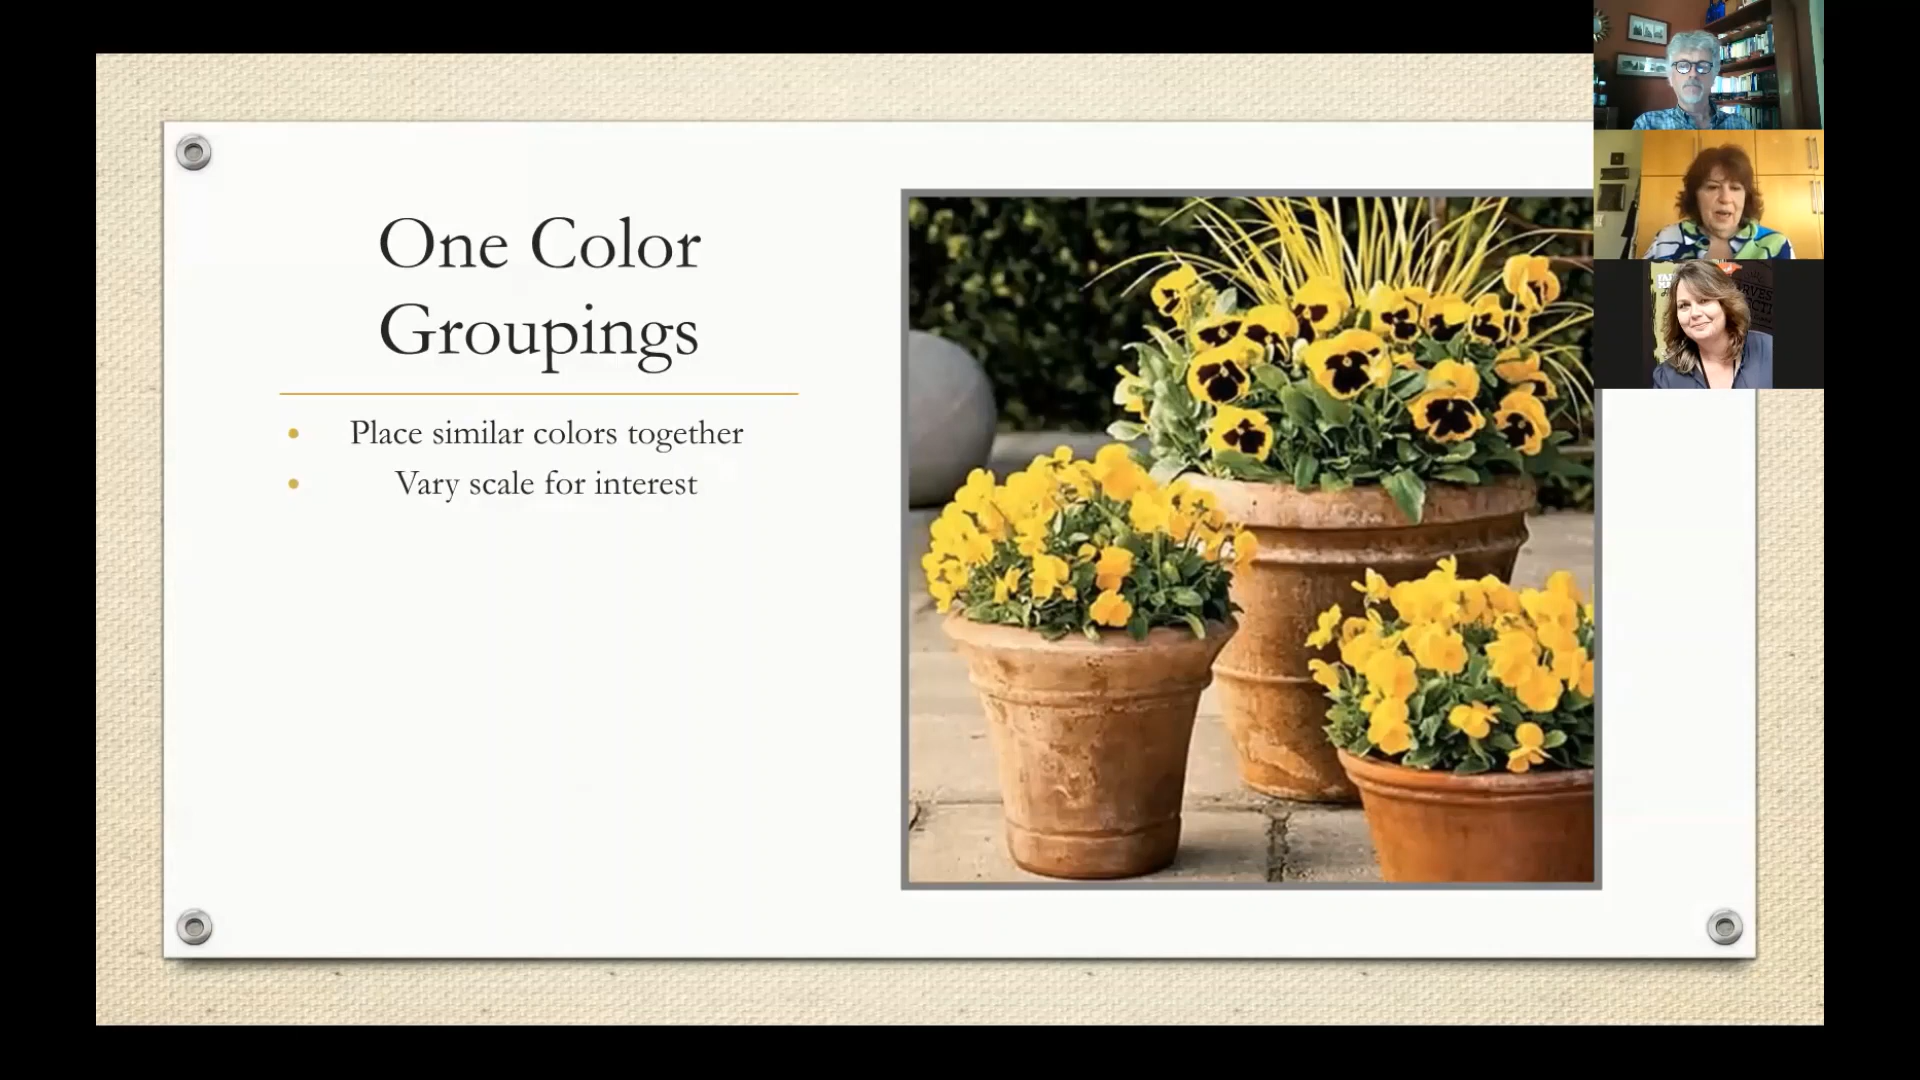 One Color
Groupings
Place similar colors together
Vary scale for interest